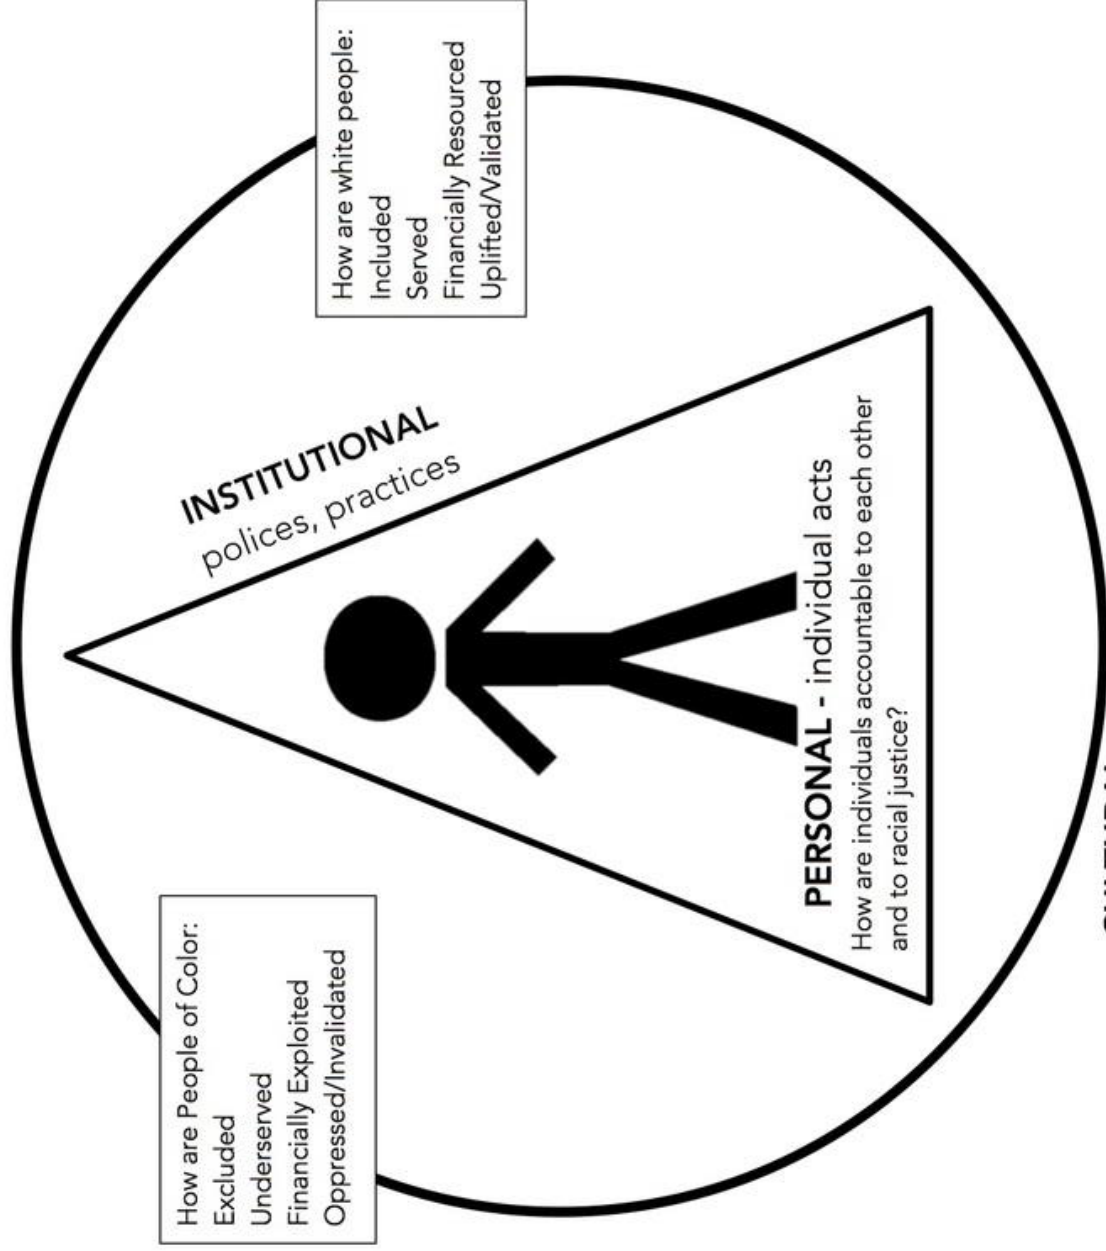 How are People of Color:
Excluded
Underserved
Financially Exploited
Oppressed/Invalidated
INSTITUTIONAL
polices, practices
How are white people:
Included
Served
Financially Resourced
Uplifted/Validated
PERSONAL - individual acts
How are individuals accountable to each other
and to racial justice?